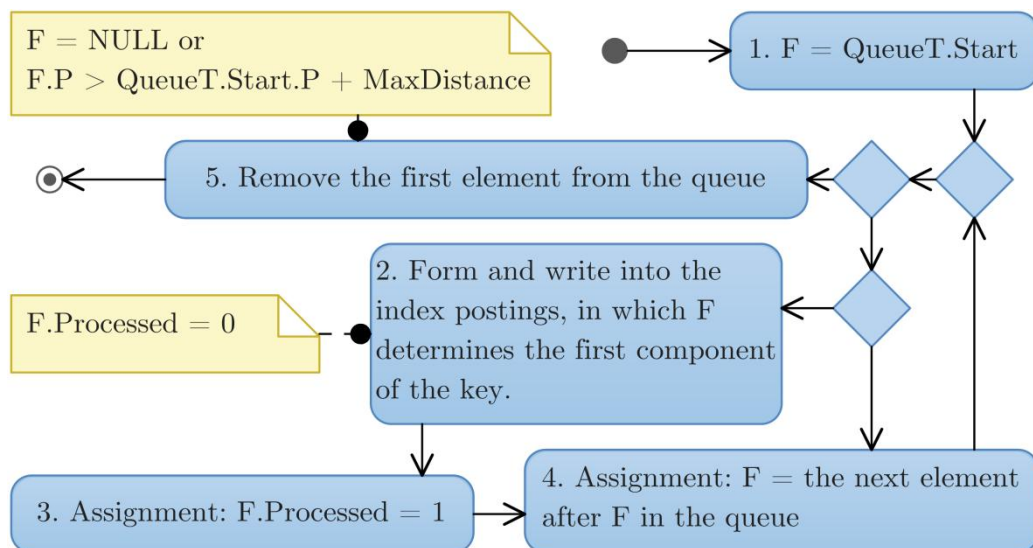 F = NULL or
F.P > QueueT.Start.P + MaxDistance
1. F = QueueT.Start
5. Remove the first element from the queue
2. Form and write into the
index postings, in which F
determines the first component
of the key.
F.Processed = 0
3. Assignment: F.Processed = 1
4. Assignment: F = the next element
after F in the queue